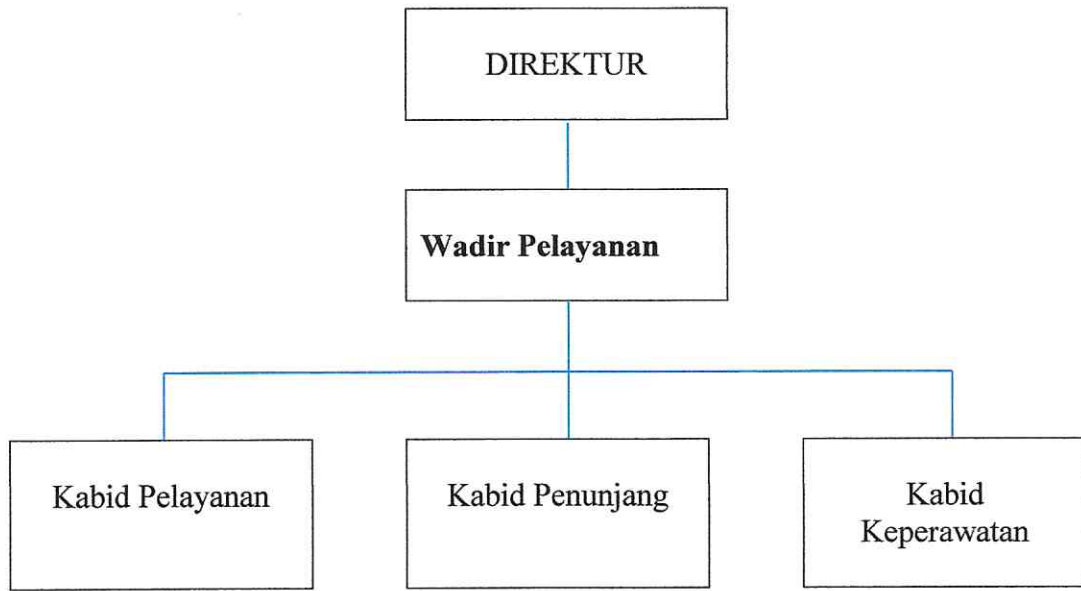 DIREKTUR
Wadir Pelayanan
Kabid Pelayanan
Kabid Penunjang
Kabid
Keperawatan